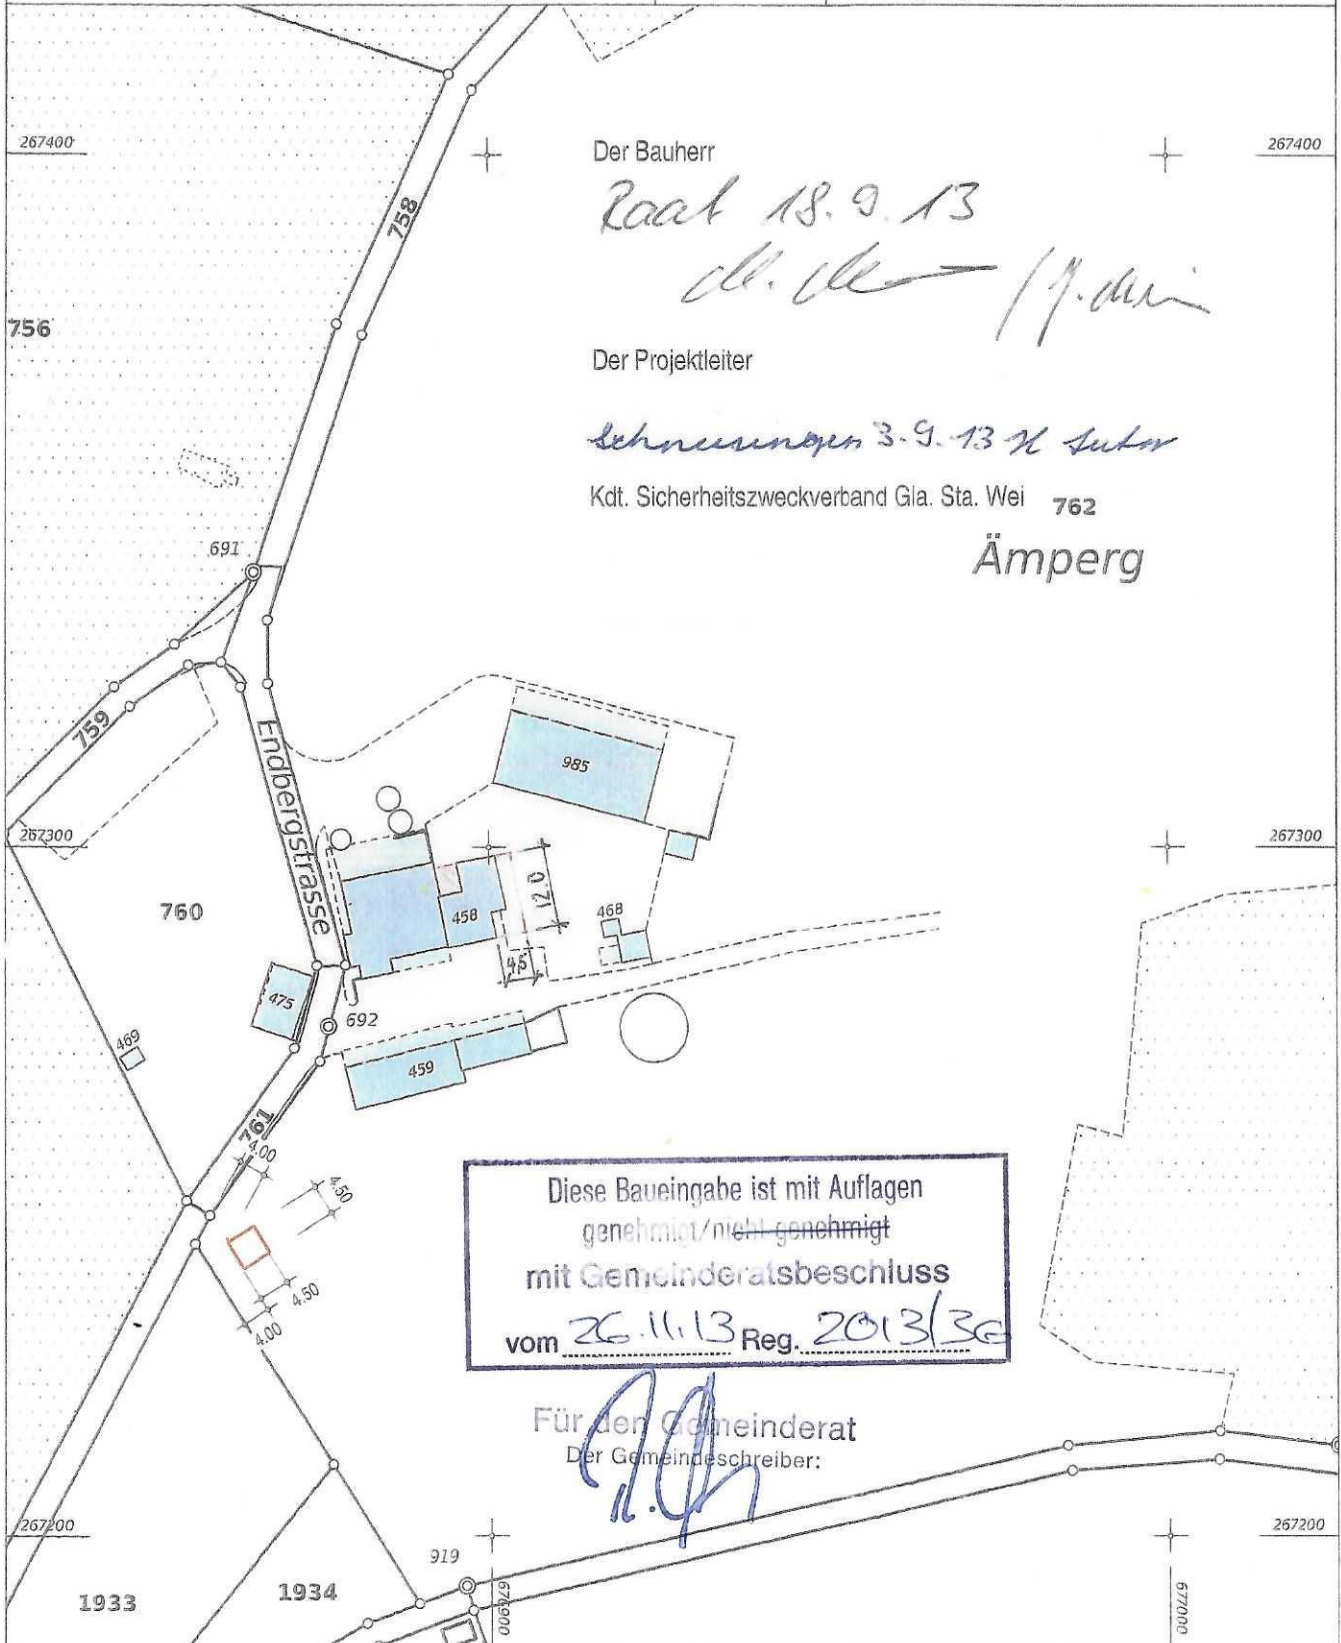 267400
267400
Der Bauherr
Raat 18.9.13
758
756
Der Projektleiter
3.9.13
Kdt. Sicherheitszweckverband Gla. Sta. Wei
762
691
Ämperg
759
Endbergstrasse
985
267300
267300
760
458
12.0
468
4,5
475
692
469
459
761
4.00
4.50
Diese Baueingabe ist mit Auflagen
genehmigt/nicht genehmigt
mit Gemeinderatsbeschluss
vom 26.11.13 Reg. 2013/36
4.50
4.00
Für den Gemeinderat
Der Gemeindeschreiber:
267200
267200
919
1933
1934
676900
677000